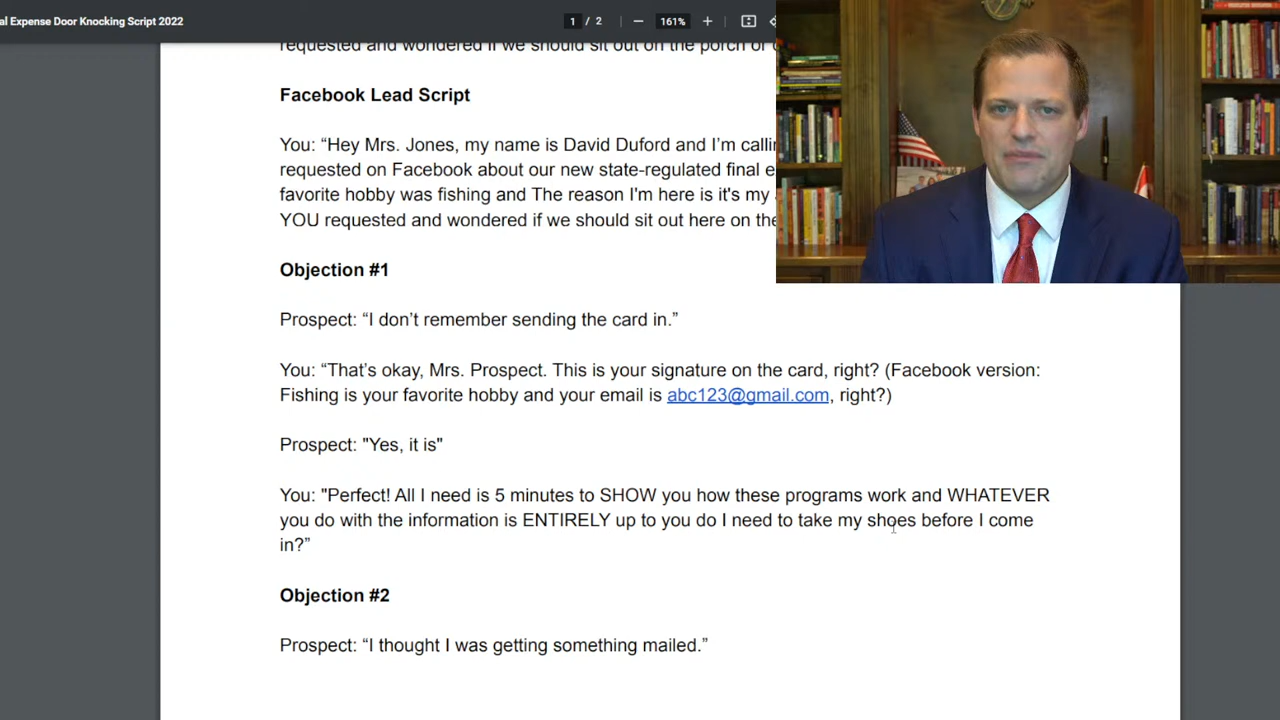 al Expense Door Knocking Script 2022
1 / 2
161%
requested and wondered if we should sit out on the porch or
Facebook Lead Script
You: “Hey Mrs. Jones, my name is David Duford and I’m calli
requested on Facebook about our new state-regulated final e
favorite hobby was fishing and The reason I'm here is it's my
YOU requested and wondered if we should sit out here on the
Objection #1
Prospect: “I don’t remember sending the card in.”
You: “That’s okay, Mrs. Prospect. This is your signature on the card, right? (Facebook version:
Fishing is your favorite hobby and your email is abc123@gmail.com, right?)
Prospect: "Yes, it is"
You: "Perfect! All I need is 5 minutes to SHOW you how these programs work and WHATEVER
you do with the information is ENTIRELY up to you do I need to take my shoes before I come
in?”
Objection #2
Prospect: “I thought I was getting something mailed.”